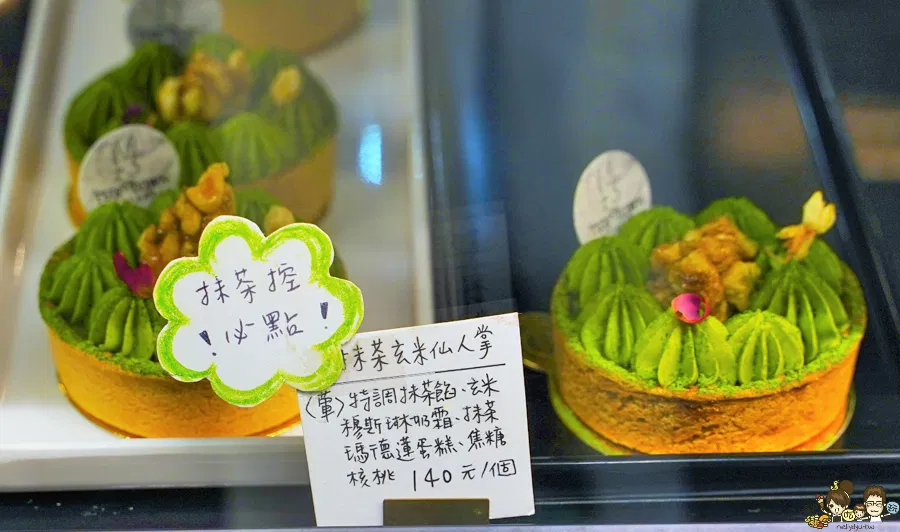 抹茶控
!必點!
抹茶玄米仙人掌
〈葷〉特調抹茶餡、玄米
穆斯琳奶霜、抹茶
瑪德蓮蛋糕、焦糖
核桃 140元/個